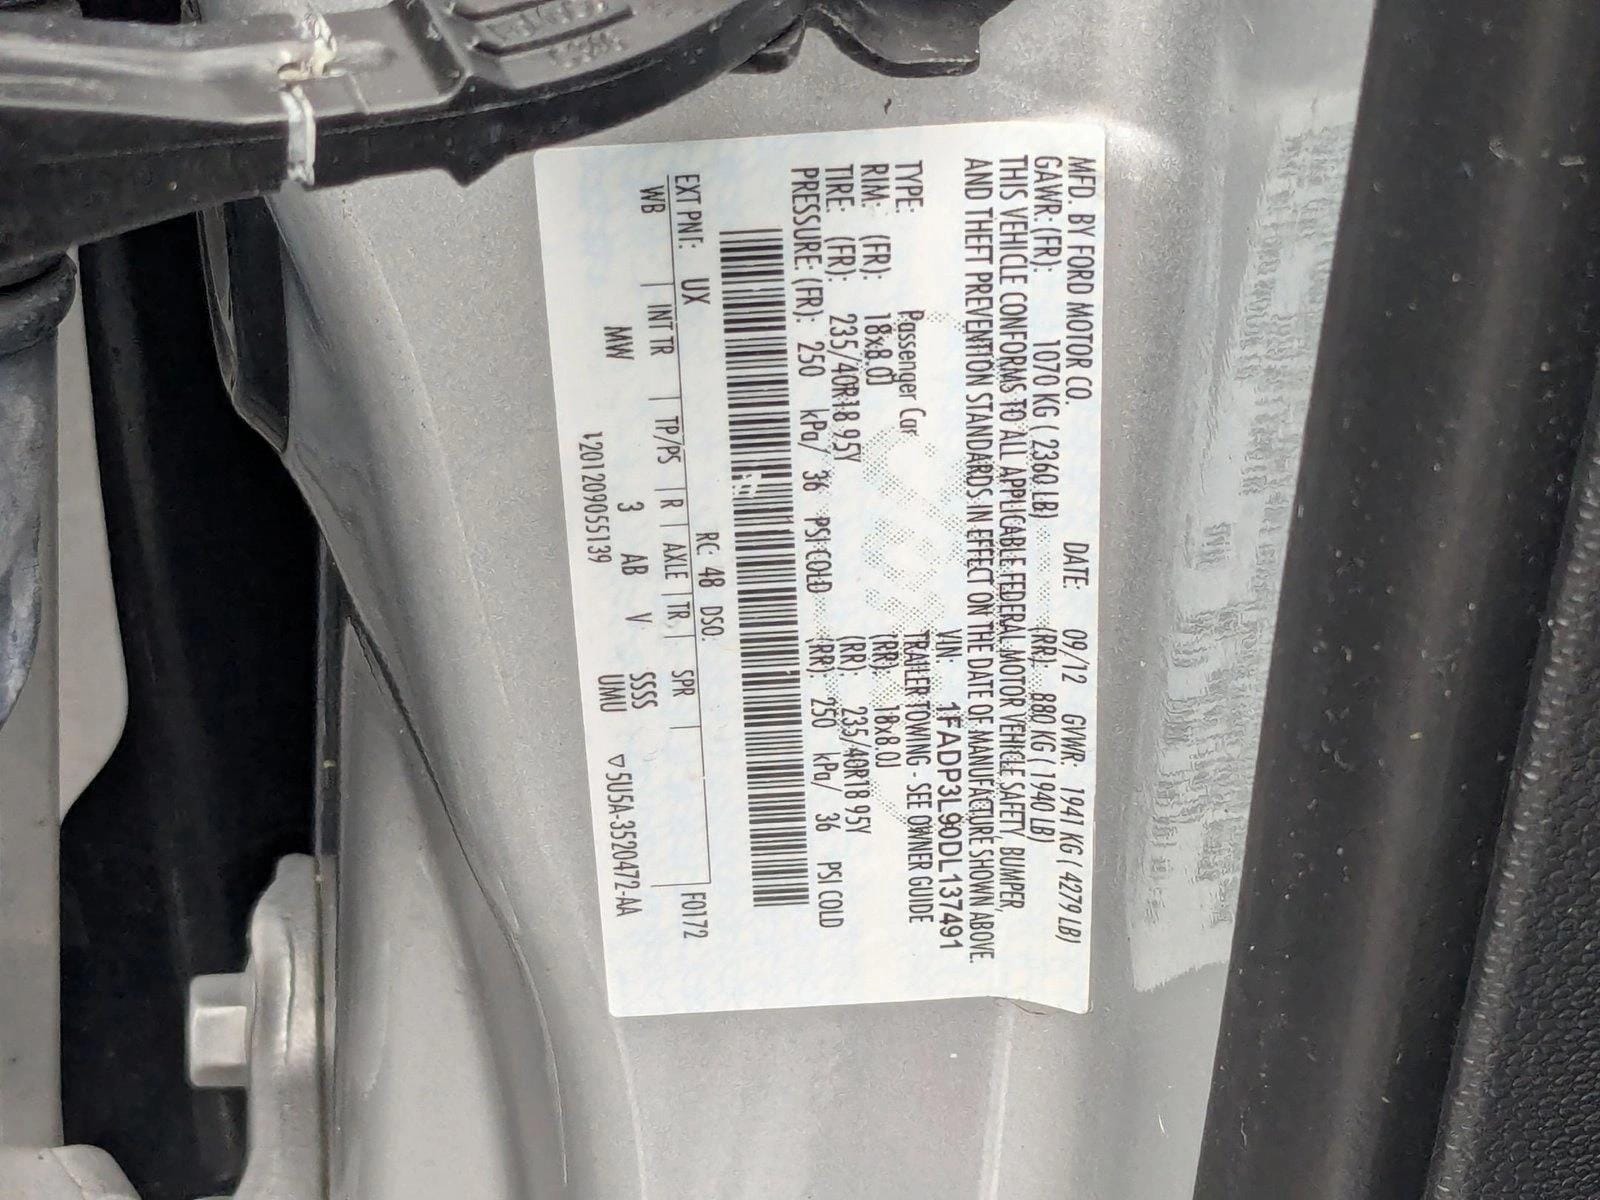 MFD. BY FORD MOTOR CO. DATE: 09/12 GVWR: 1941 KG ( 4279 LB)
GAWR: (FR): 1070 KG ( 2360 LB) (RR): 880 KG ( 1940 LB)
THIS VEHICLE CONFORMS TO ALL APPLICABLE FEDERAL MOTOR VEHICLE SAFETY, BUMPER,
AND THEFT PREVENTION STANDARDS IN EFFECT ON THE DATE OF MANUFACTURE SHOWN ABOVE.
VIN: 1FADP3L90DL137491
TYPE: Passenger Car TRAILER TOWING - SEE OWNER GUIDE
RIM: (FR): 18x8.0J (RR): 18x8.0J
TIRE: (FR): 235/40R18 95Y (RR): 235/40R18 95Y
PRESSURE: (FR): 250 kPa/ 36 PSI COLD (RR): 250 kPa/ 36 PSI COLD
EXT PNT: UX RC: 48 DSO: F0172
WB | INT TR | TP/PS | R | AXLE | TR | SPR |
MW 3 AB V SSSS
UMU
12012090551​39 ▽5U5A-3520472-AA